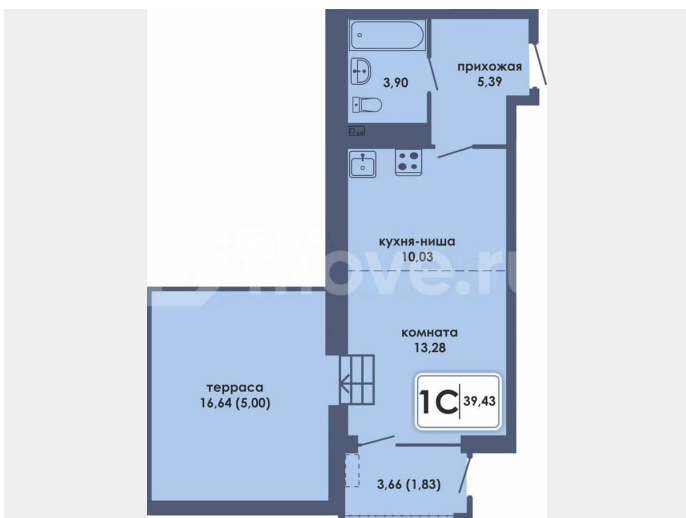 прихожая
5,39
3,90
кухня-ниша
10,03
комната
13,28
1С 39,43
терраса
16,64 (5,00)
3,66 (1,83)